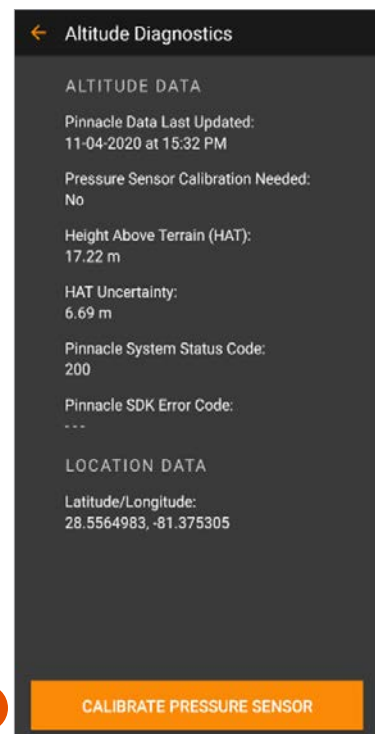 Altitude Diagnostics
ALTITUDE DATA
Pinnacle Data Last Updated:
11-04-2020 at 15:32 PM
Pressure Sensor Calibration Needed:
No
Height Above Terrain (HAT):
17.22 m
HAT Uncertainty:
6.69 m
Pinnacle System Status Code:
200
Pinnacle SDK Error Code:
---
LOCATION DATA
Latitude/Longitude:
28.5564983, -81.375305
CALIBRATE PRESSURE SENSOR